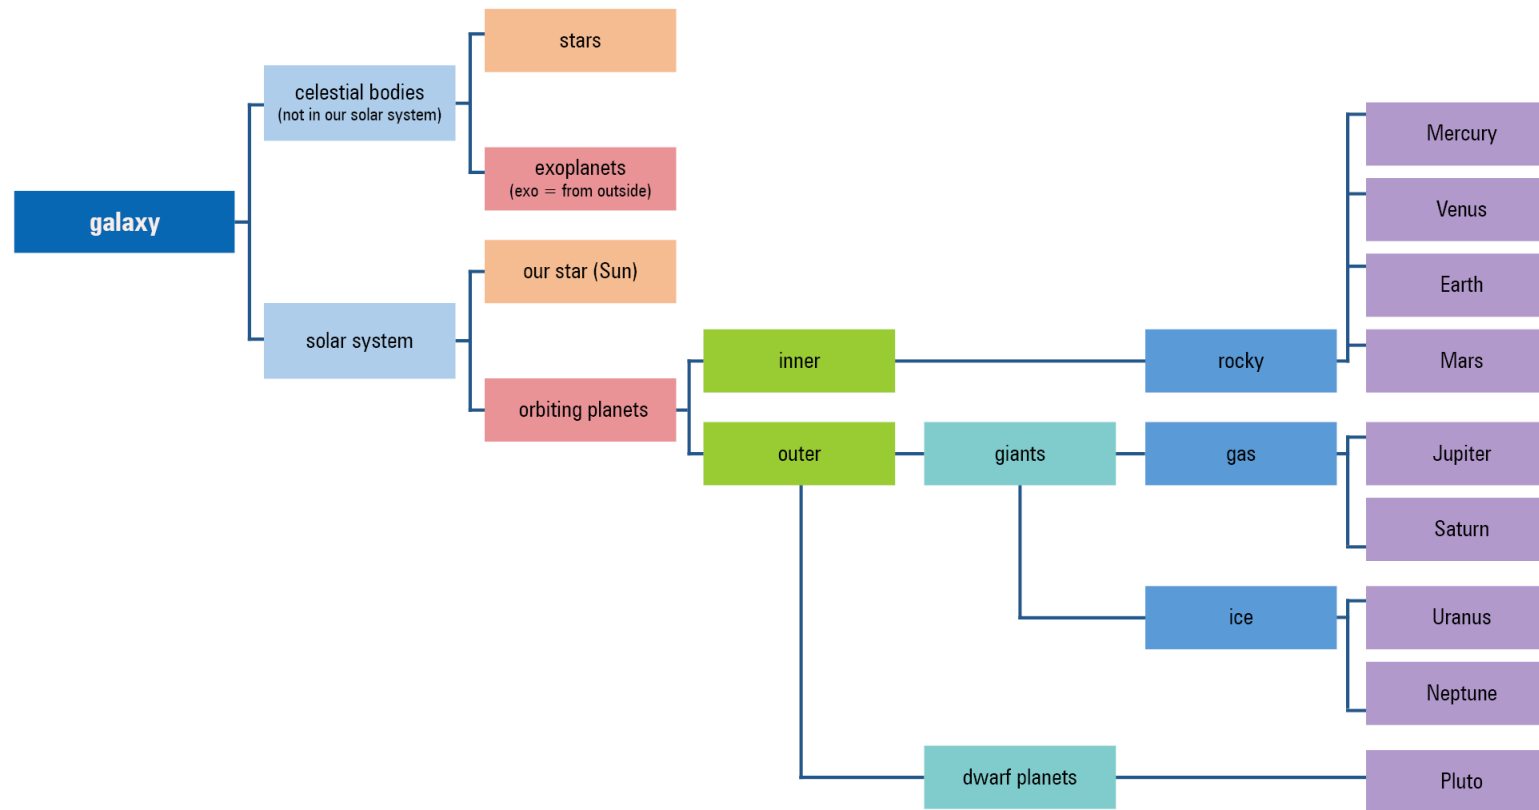 galaxy
celestial bodies
(not in our solar system)
solar system
stars
exoplanets
(exo = from outside)
our star (Sun)
orbiting planets
inner
outer
giants
dwarf planets
rocky
gas
ice
Mercury
Venus
Earth
Mars
Jupiter
Saturn
Uranus
Neptune
Pluto